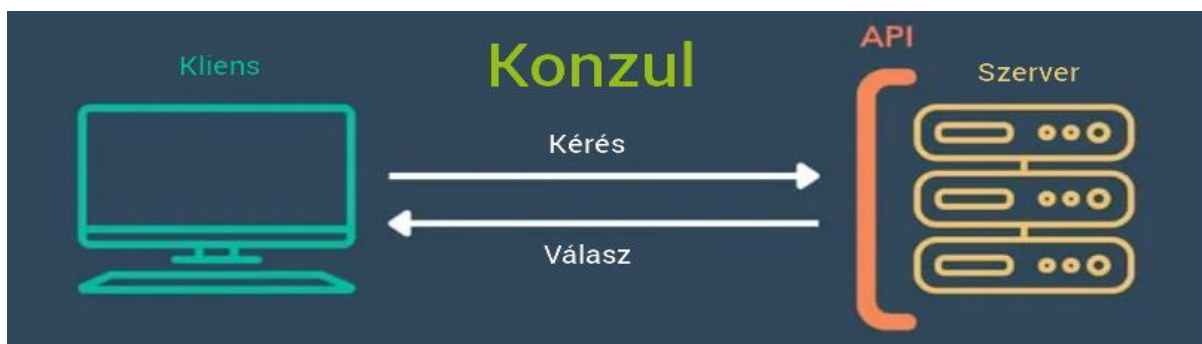 Kliens
Konzul
API
Szerver
Kérés
Válasz